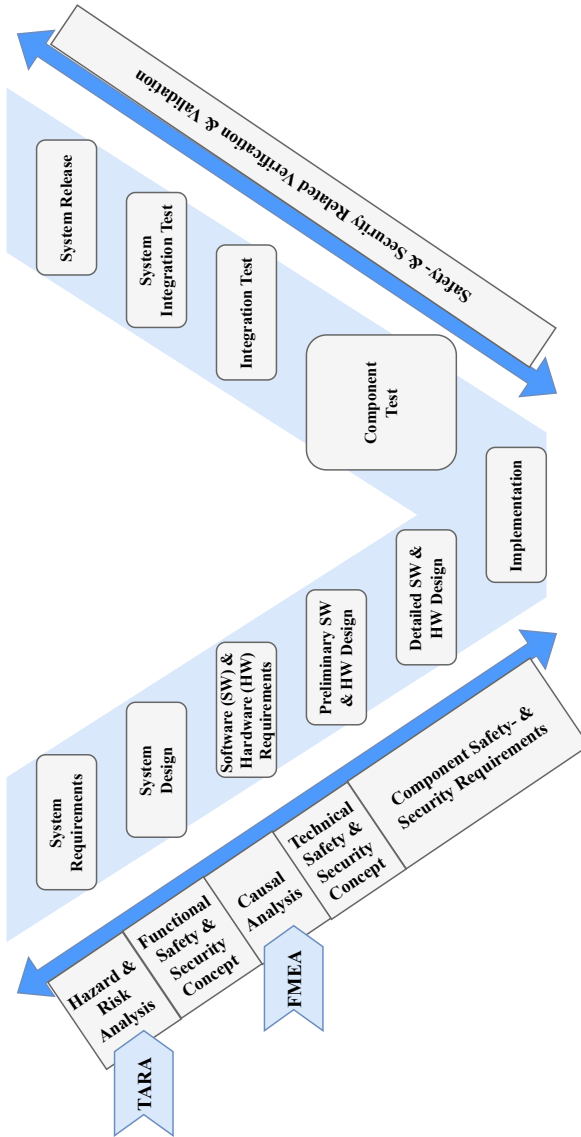 TARA
Hazard &
Risk
Analysis
Functional
Safety &
Security
Concept
FMEA
Causal
Analysis
Technical
Safety &
Security
Concept
Component Safety- &
Security Requirements
System
Requirements
System
Design
Software (SW) &
Hardware (HW)
Requirements
Preliminary SW
& HW Design
Detailed SW &
HW Design
Implementation
Component
Test
Integration Test
System
Integration Test
System Release
Safety- & Security Related Verification & Validation